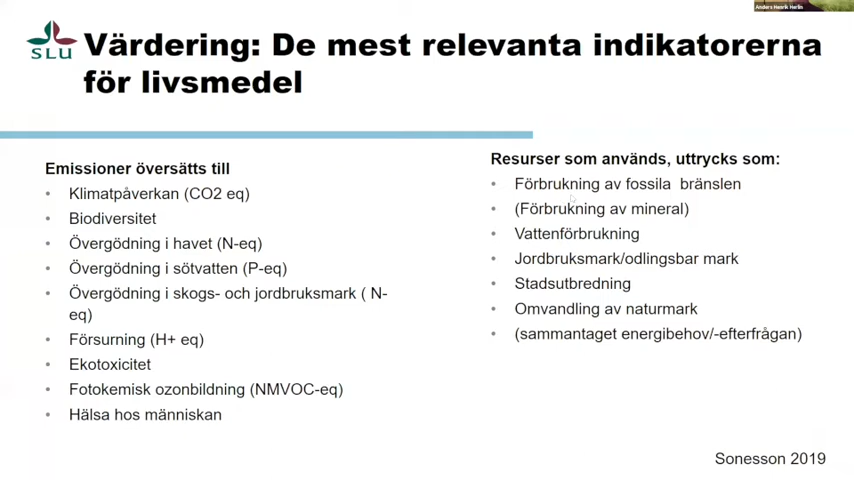 Anders Henrik Herlin
SLU
Värdering: De mest relevanta indikatorerna
för livsmedel
Emissioner översätts till
• Klimatpåverkan (CO2 eq)
• Biodiversitet
• Övergödning i havet (N-eq)
• Övergödning i sötvatten (P-eq)
• Övergödning i skogs- och jordbruksmark ( N-
eq)
• Försurning (H+ eq)
• Ekotoxicitet
• Fotokemisk ozonbildning (NMVOC-eq)
• Hälsa hos människan
Resurser som används, uttrycks som:
• Förbrukning av fossila  bränslen
• (Förbrukning av mineral)
• Vattenförbrukning
• Jordbruksmark/odlingsbar mark
• Stadsutbredning
• Omvandling av naturmark
• (sammantaget energibehov/-efterfrågan)
Sonesson 2019